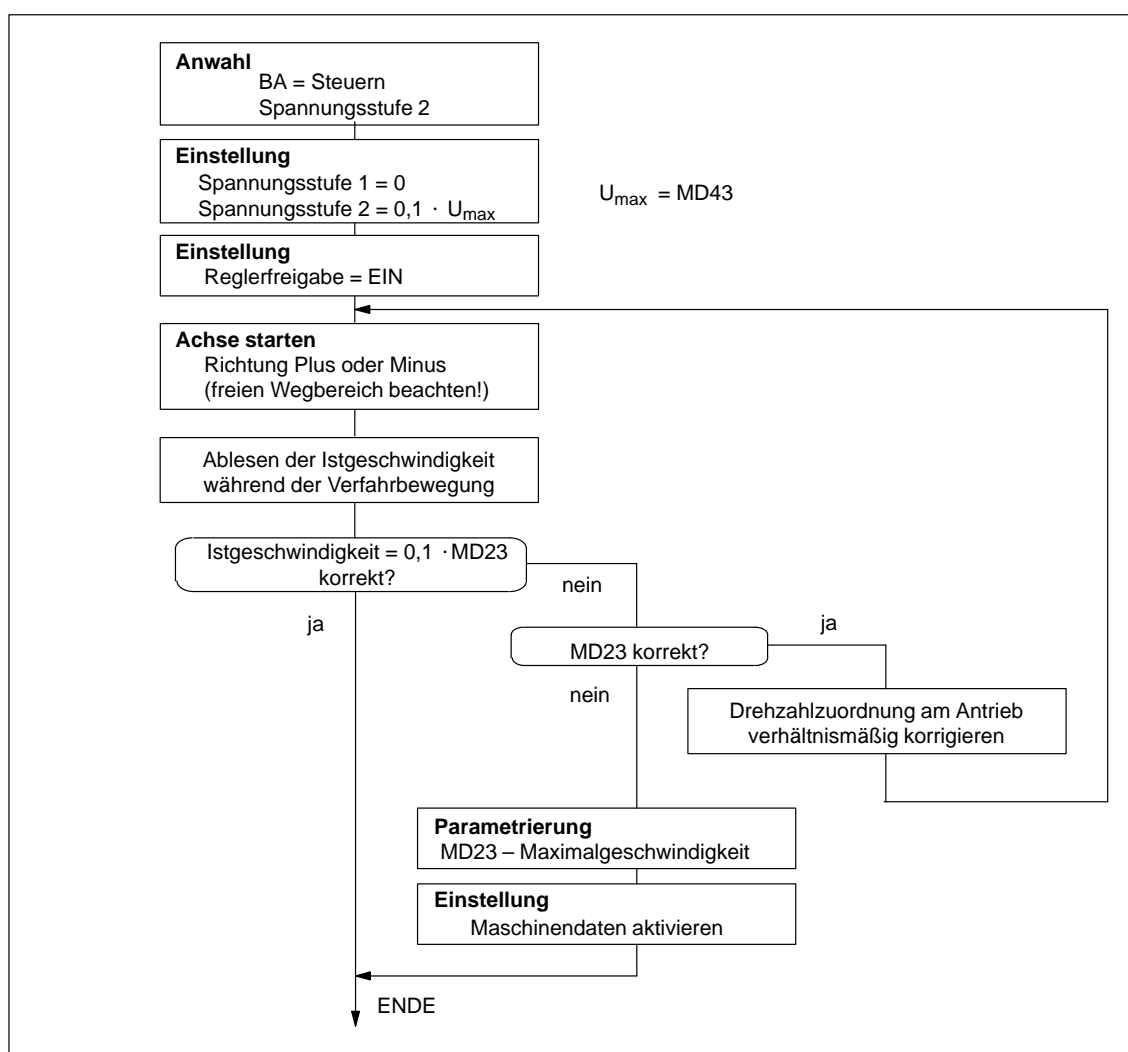 Anwahl
BA = Steuern
Spannungsstufe 2
Einstellung
Spannungsstufe 1 = 0
Spannungsstufe 2 = 0,1 · Umax
Umax = MD43
Einstellung
Reglerfreigabe = EIN
Achse starten
Richtung Plus oder Minus
(freien Wegbereich beachten!)
Ablesen der Istgeschwindigkeit
während der Verfahrbewegung
Istgeschwindigkeit = 0,1 · MD23
korrekt?
nein
ja
ja
MD23 korrekt?
nein
Drehzahlzuordnung am Antrieb
verhältnismäßig korrigieren
Parametrierung
MD23 – Maximalgeschwindigkeit
Einstellung
Maschinendaten aktivieren
ENDE